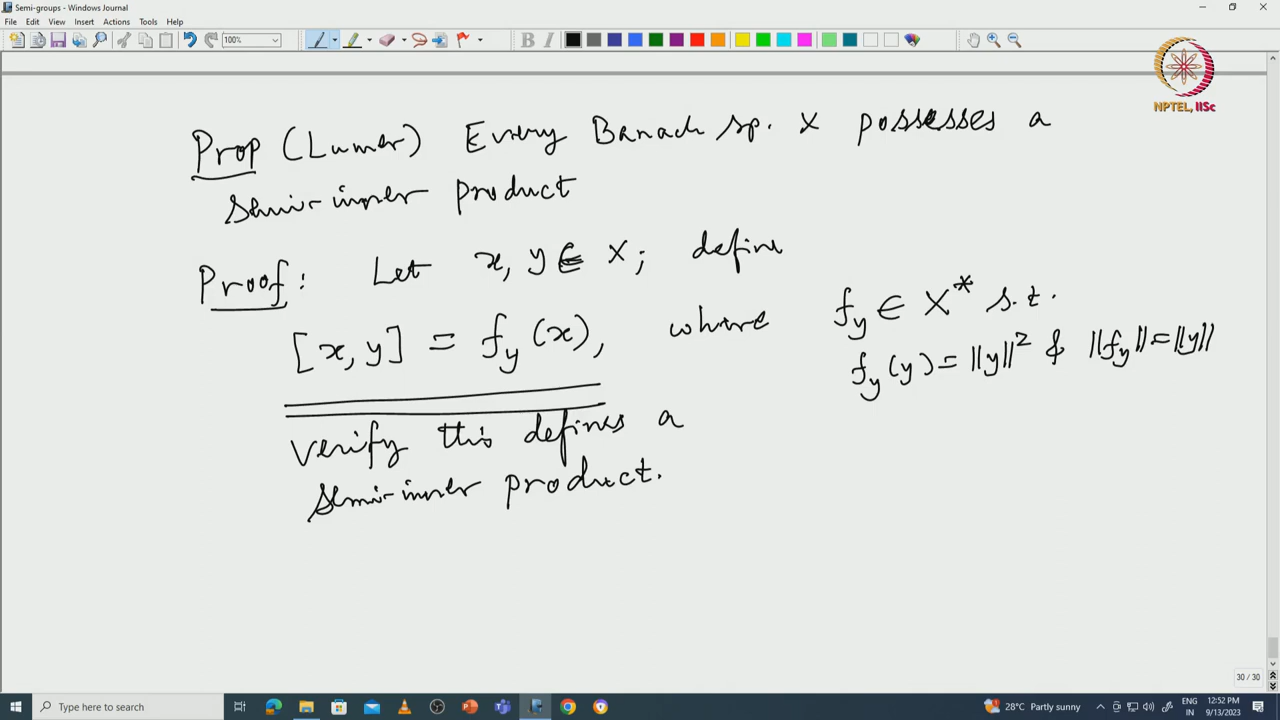 Semi-groups - Windows Journal
File Edit View Insert Actions Tools Help
100%
NPTEL, IISc
Prop (Lumer) Every Banach sp. X possesses a
semi-inner product
Proof: Let x, y ∈ X; define
[x, y] = f_y(x), where f_y ∈ X* s.t.
f_y(y) = ||y||² & ||f_y|| = ||y||
Verify this defines a
semi-inner product.
30 / 30
Type here to search
28°C Partly sunny
ENG
IN
12:52 PM
9/13/2023